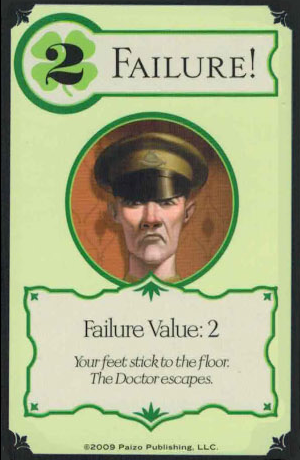 2 FAILURE!
Failure Value: 2
Your feet stick to the floor.
The Doctor escapes.
©2009 Paizo Publishing, LLC.